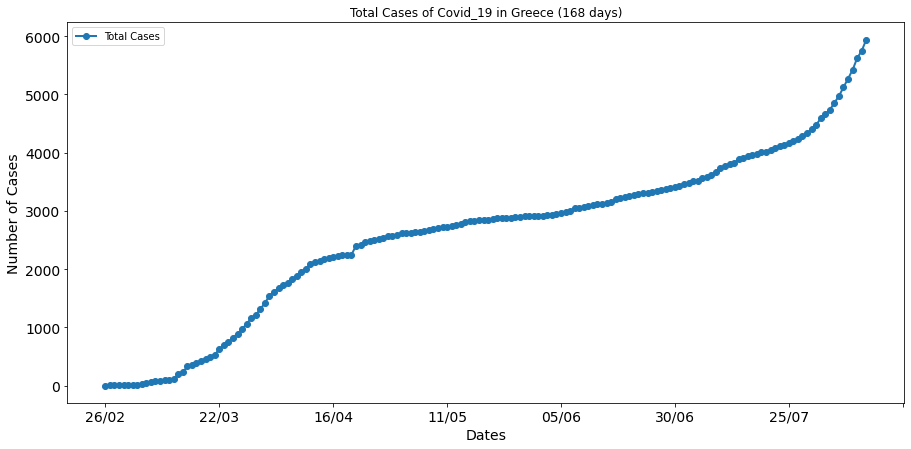 Total Cases of Covid_19 in Greece (168 days)
Total Cases
Number of Cases
6000
5000
4000
3000
2000
1000
0
26/02 22/03 16/04 11/05 05/06 30/06 25/07
Dates